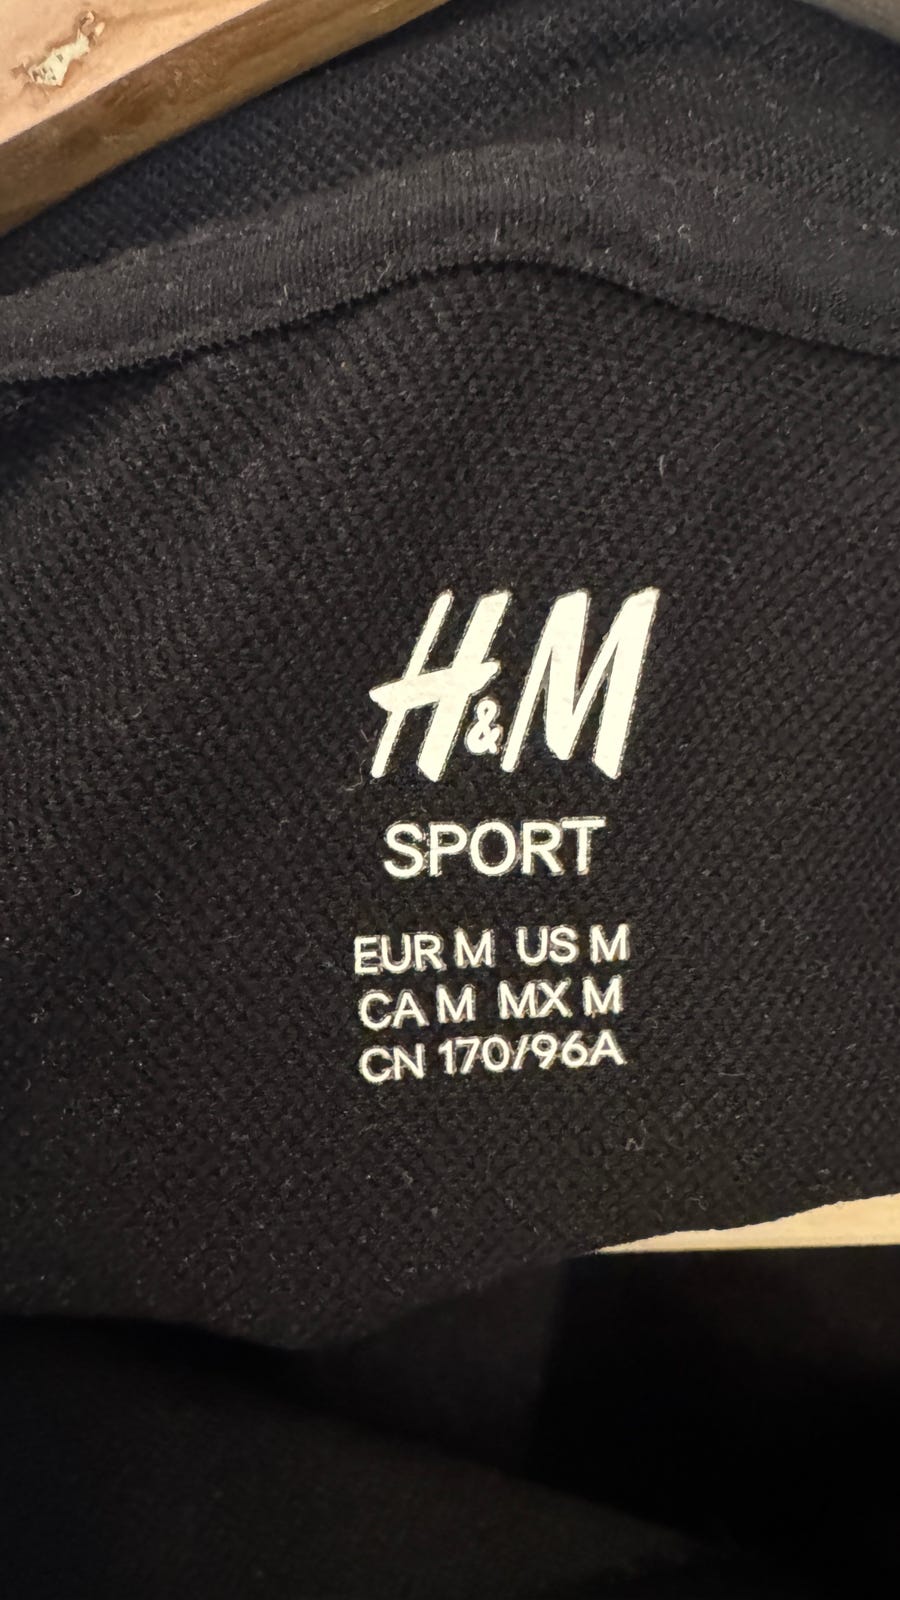 H&M
SPORT
EUR M US M
CA M MX M
CN 170/96A